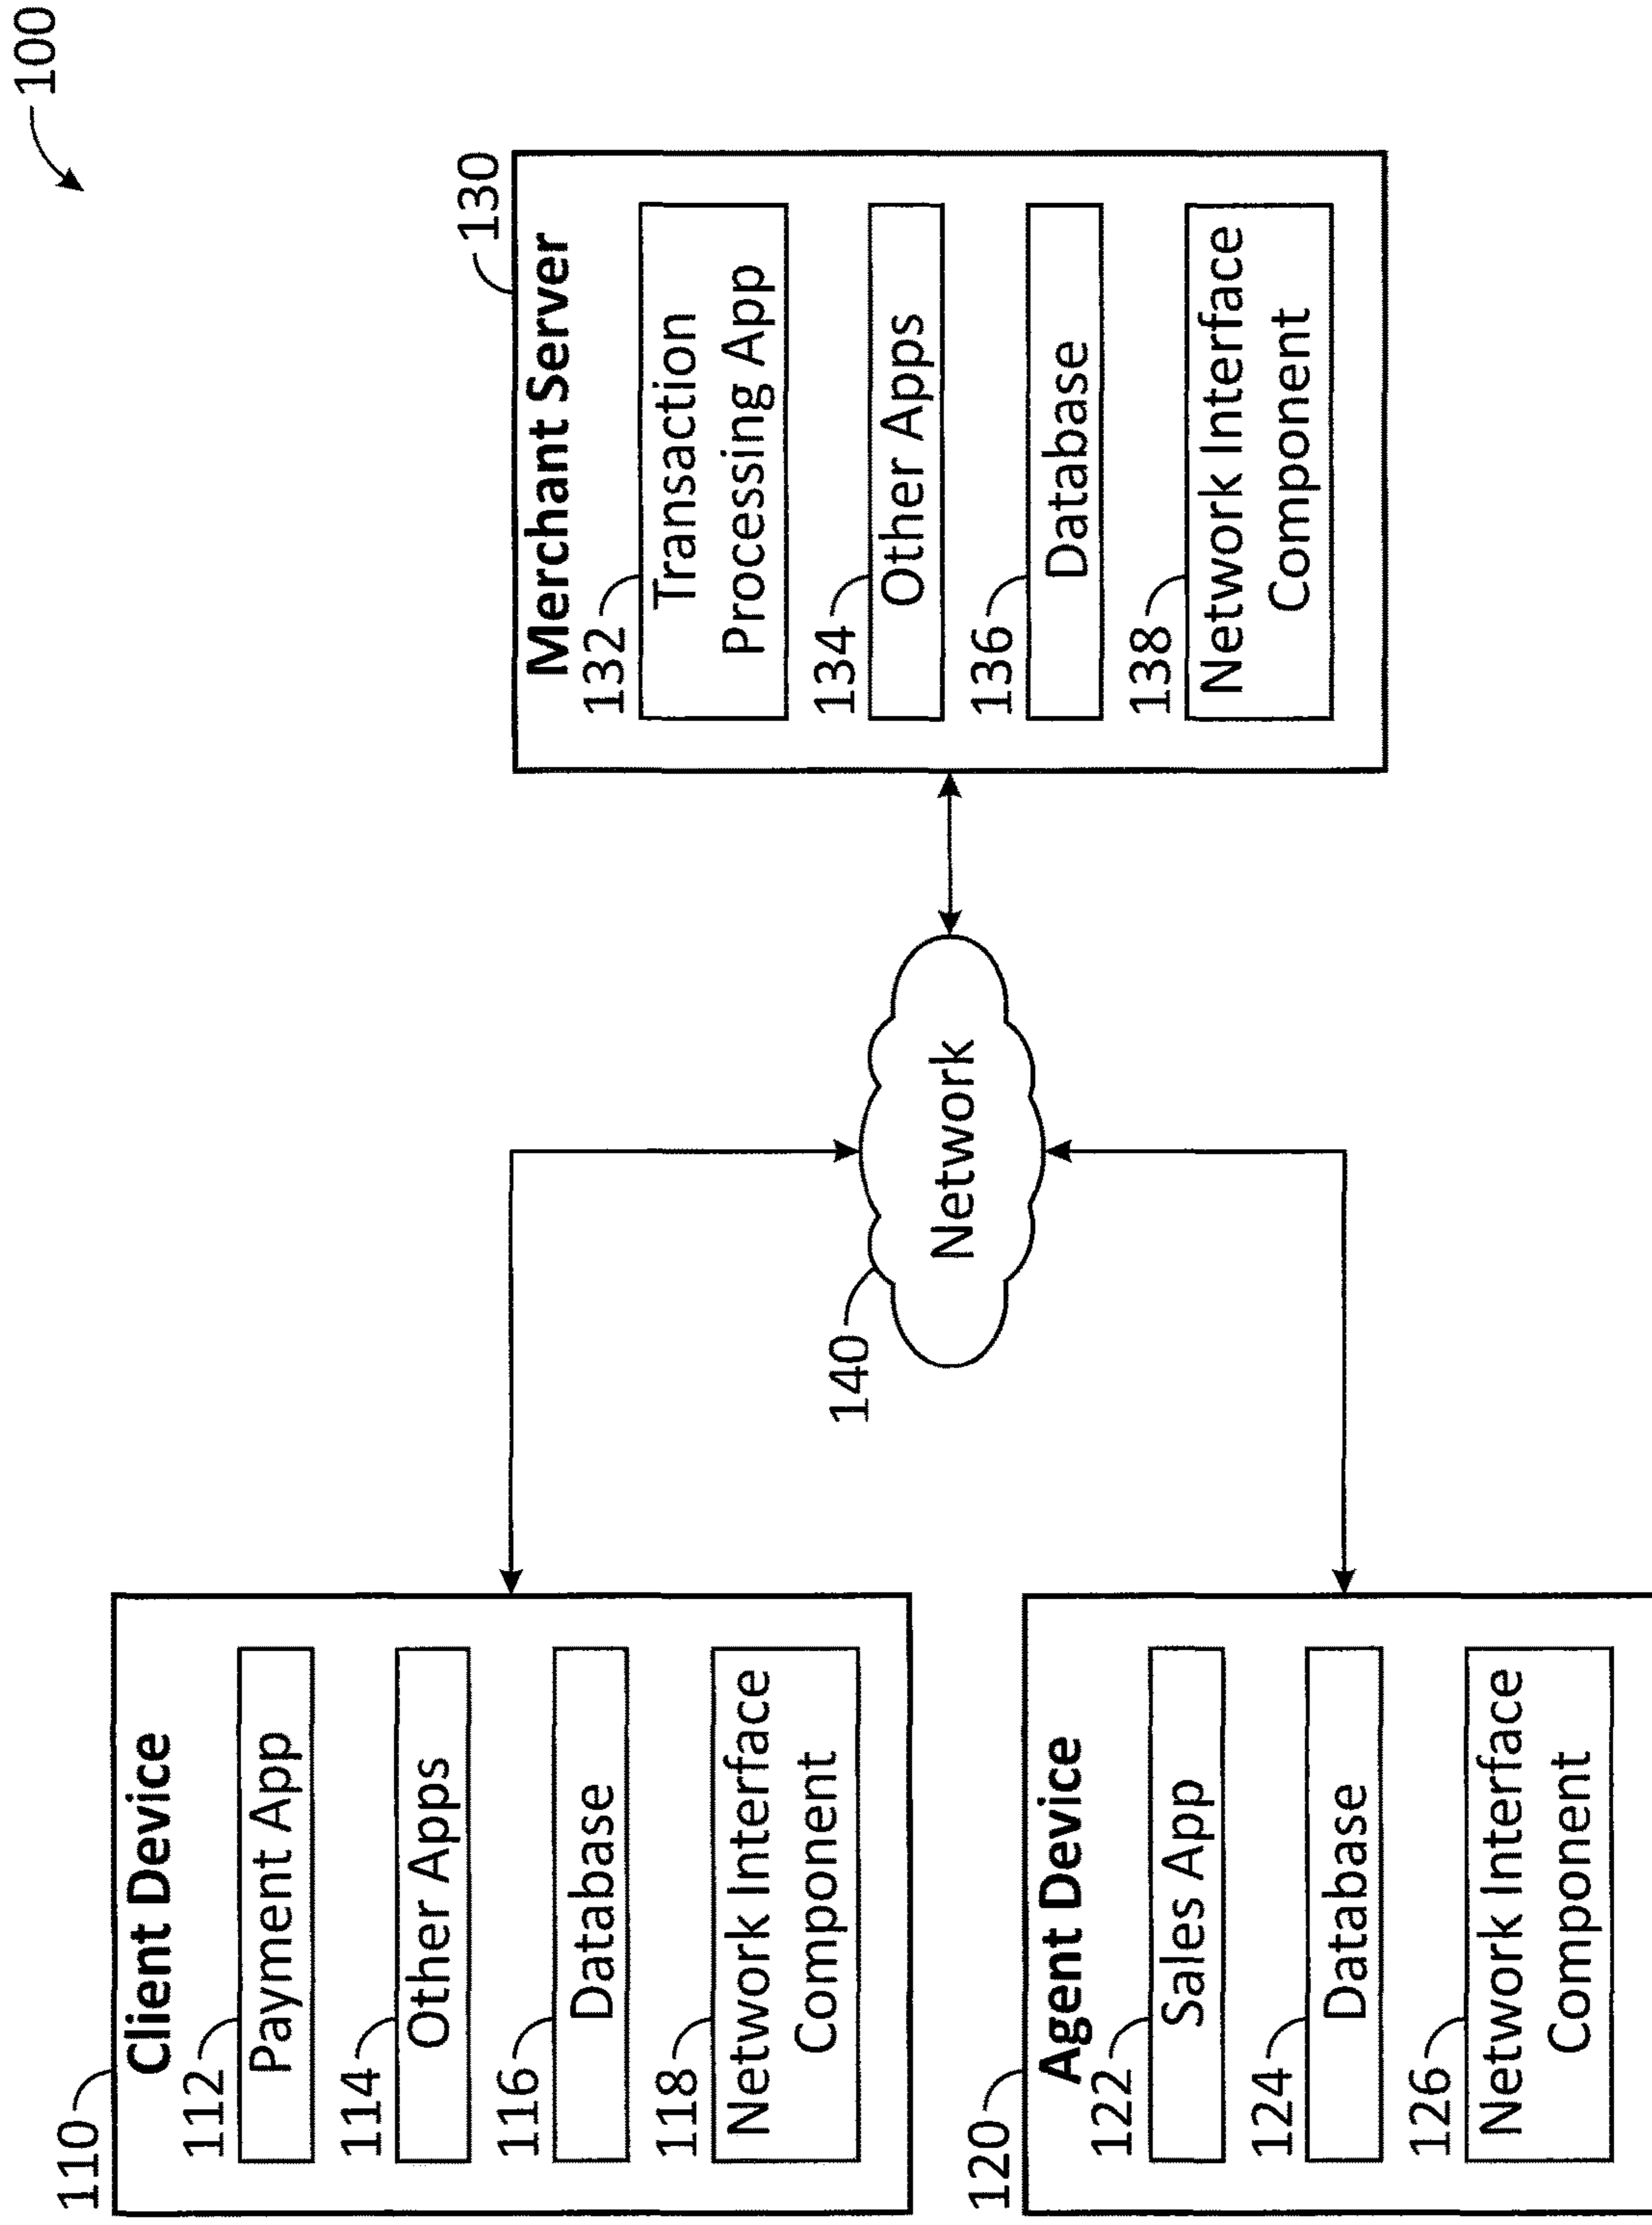 100
110
Client Device
112
Payment App
114
Other Apps
116
Database
118
Network Interface
Component
120
Agent Device
122
Sales App
124
Database
126
Network Interface
Component
140
Network
130
Merchant Server
132
Transaction
Processing App
134
Other Apps
136
Database
138
Network Interface
Component